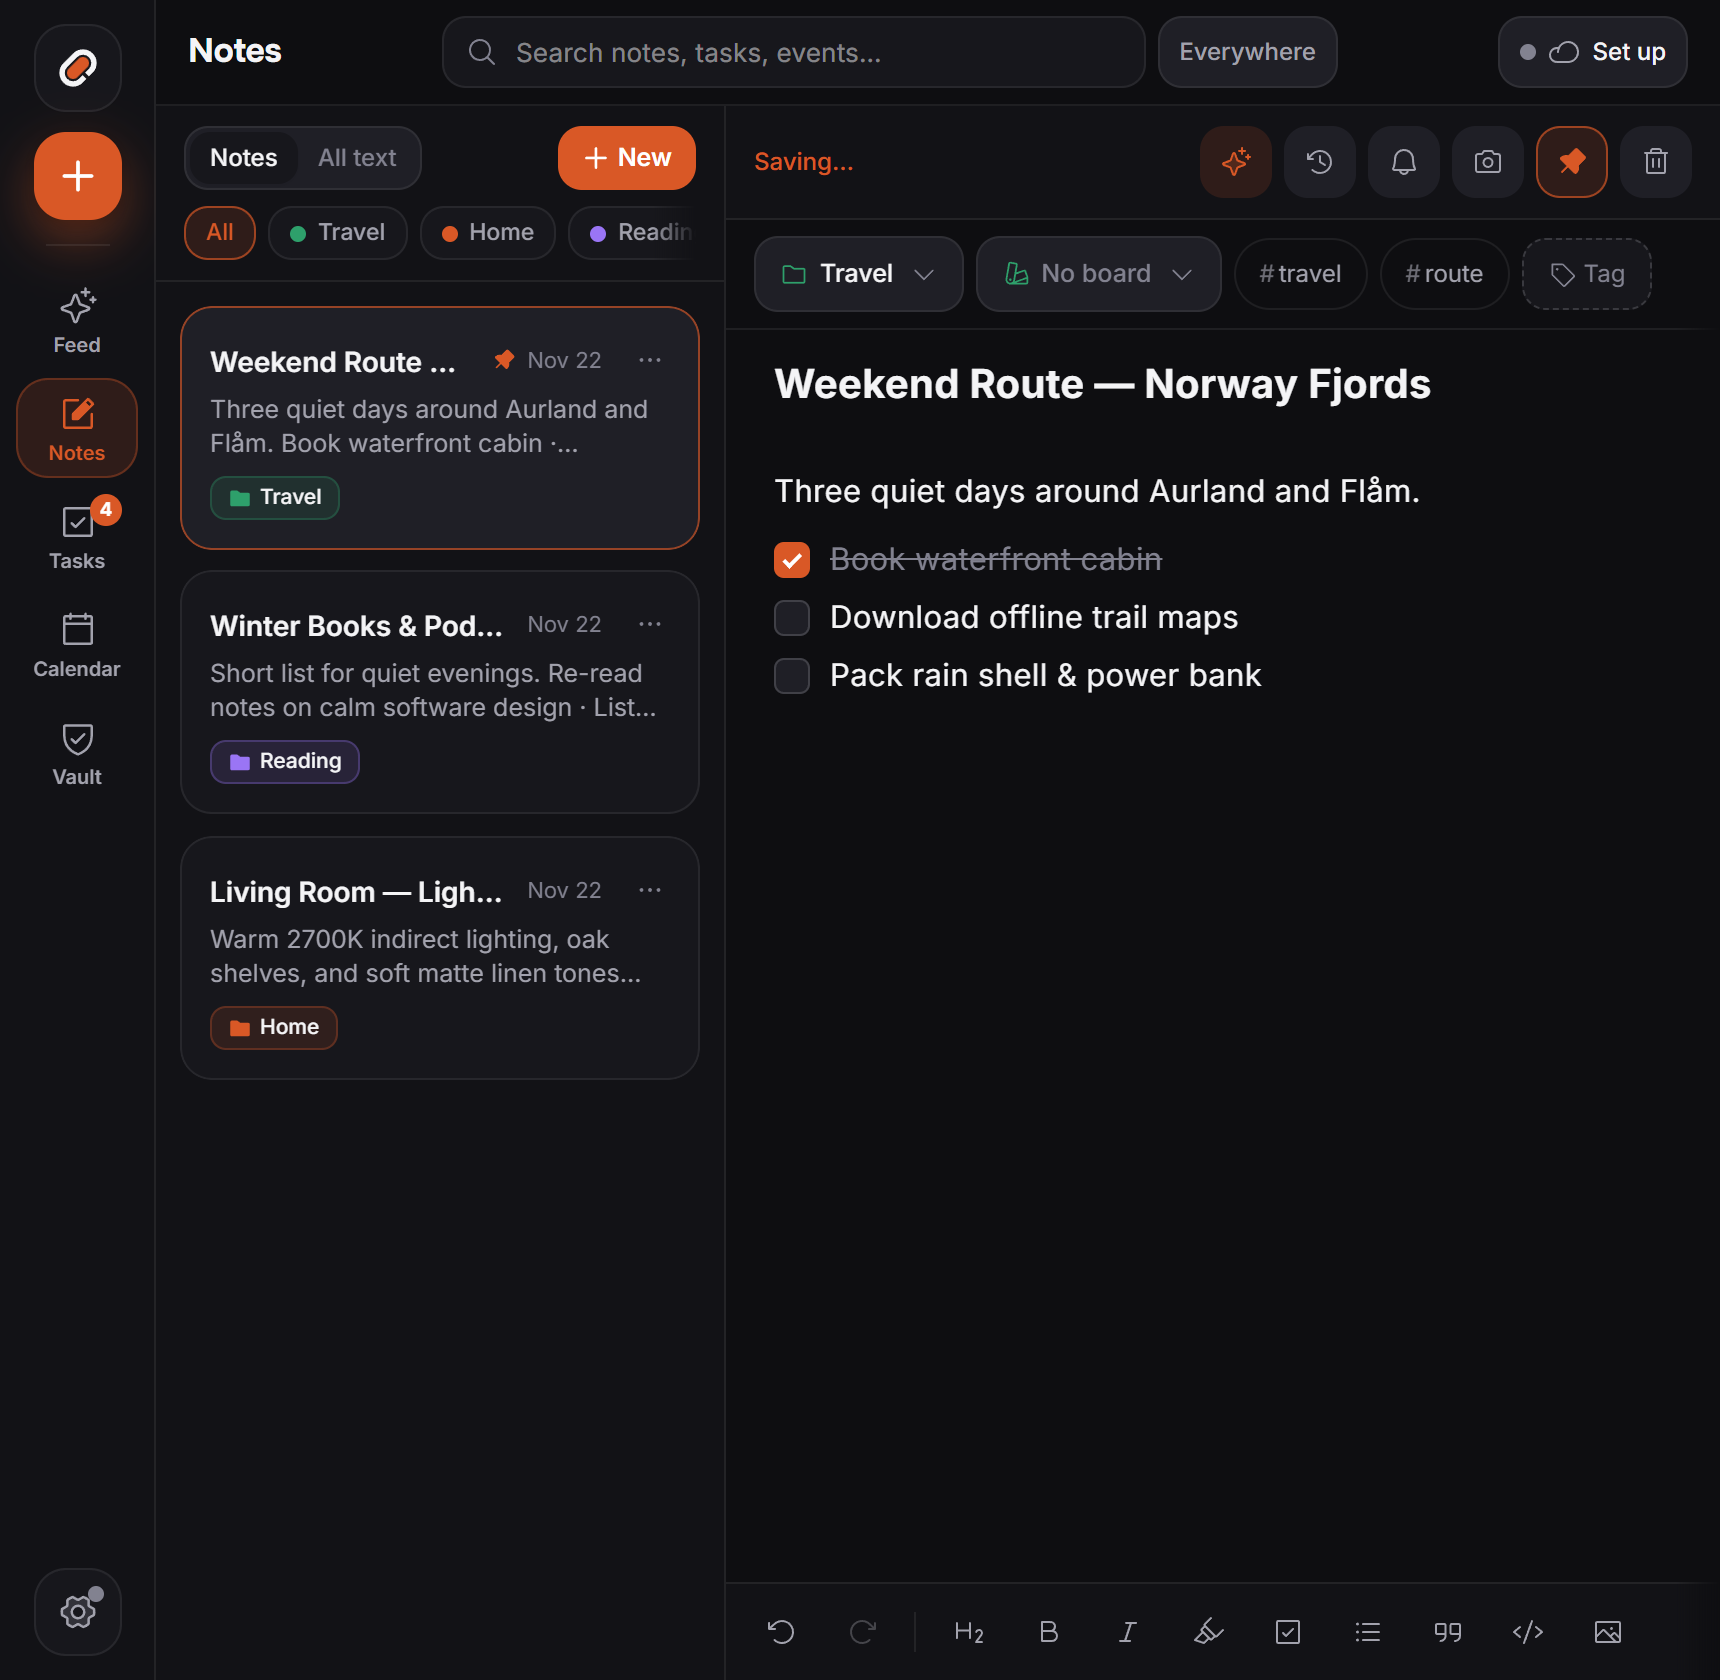 Notes
Search notes, tasks, events...
Everywhere
Set up
Feed
Notes
4
Tasks
Calendar
Vault
Notes
All text
New
All
Travel
Home
Readin
Weekend Route ...
Nov 22
Three quiet days around Aurland and
Flåm. Book waterfront cabin ·...
Travel
Winter Books & Pod...
Nov 22
Short list for quiet evenings. Re-read
notes on calm software design · List...
Reading
Living Room — Ligh...
Nov 22
Warm 2700K indirect lighting, oak
shelves, and soft matte linen tones...
Home
Saving...
Travel
No board
#travel
#route
Tag
Weekend Route — Norway Fjords
Three quiet days around Aurland and Flåm.
Book waterfront cabin
Download offline trail maps
Pack rain shell & power bank
H2
B
I